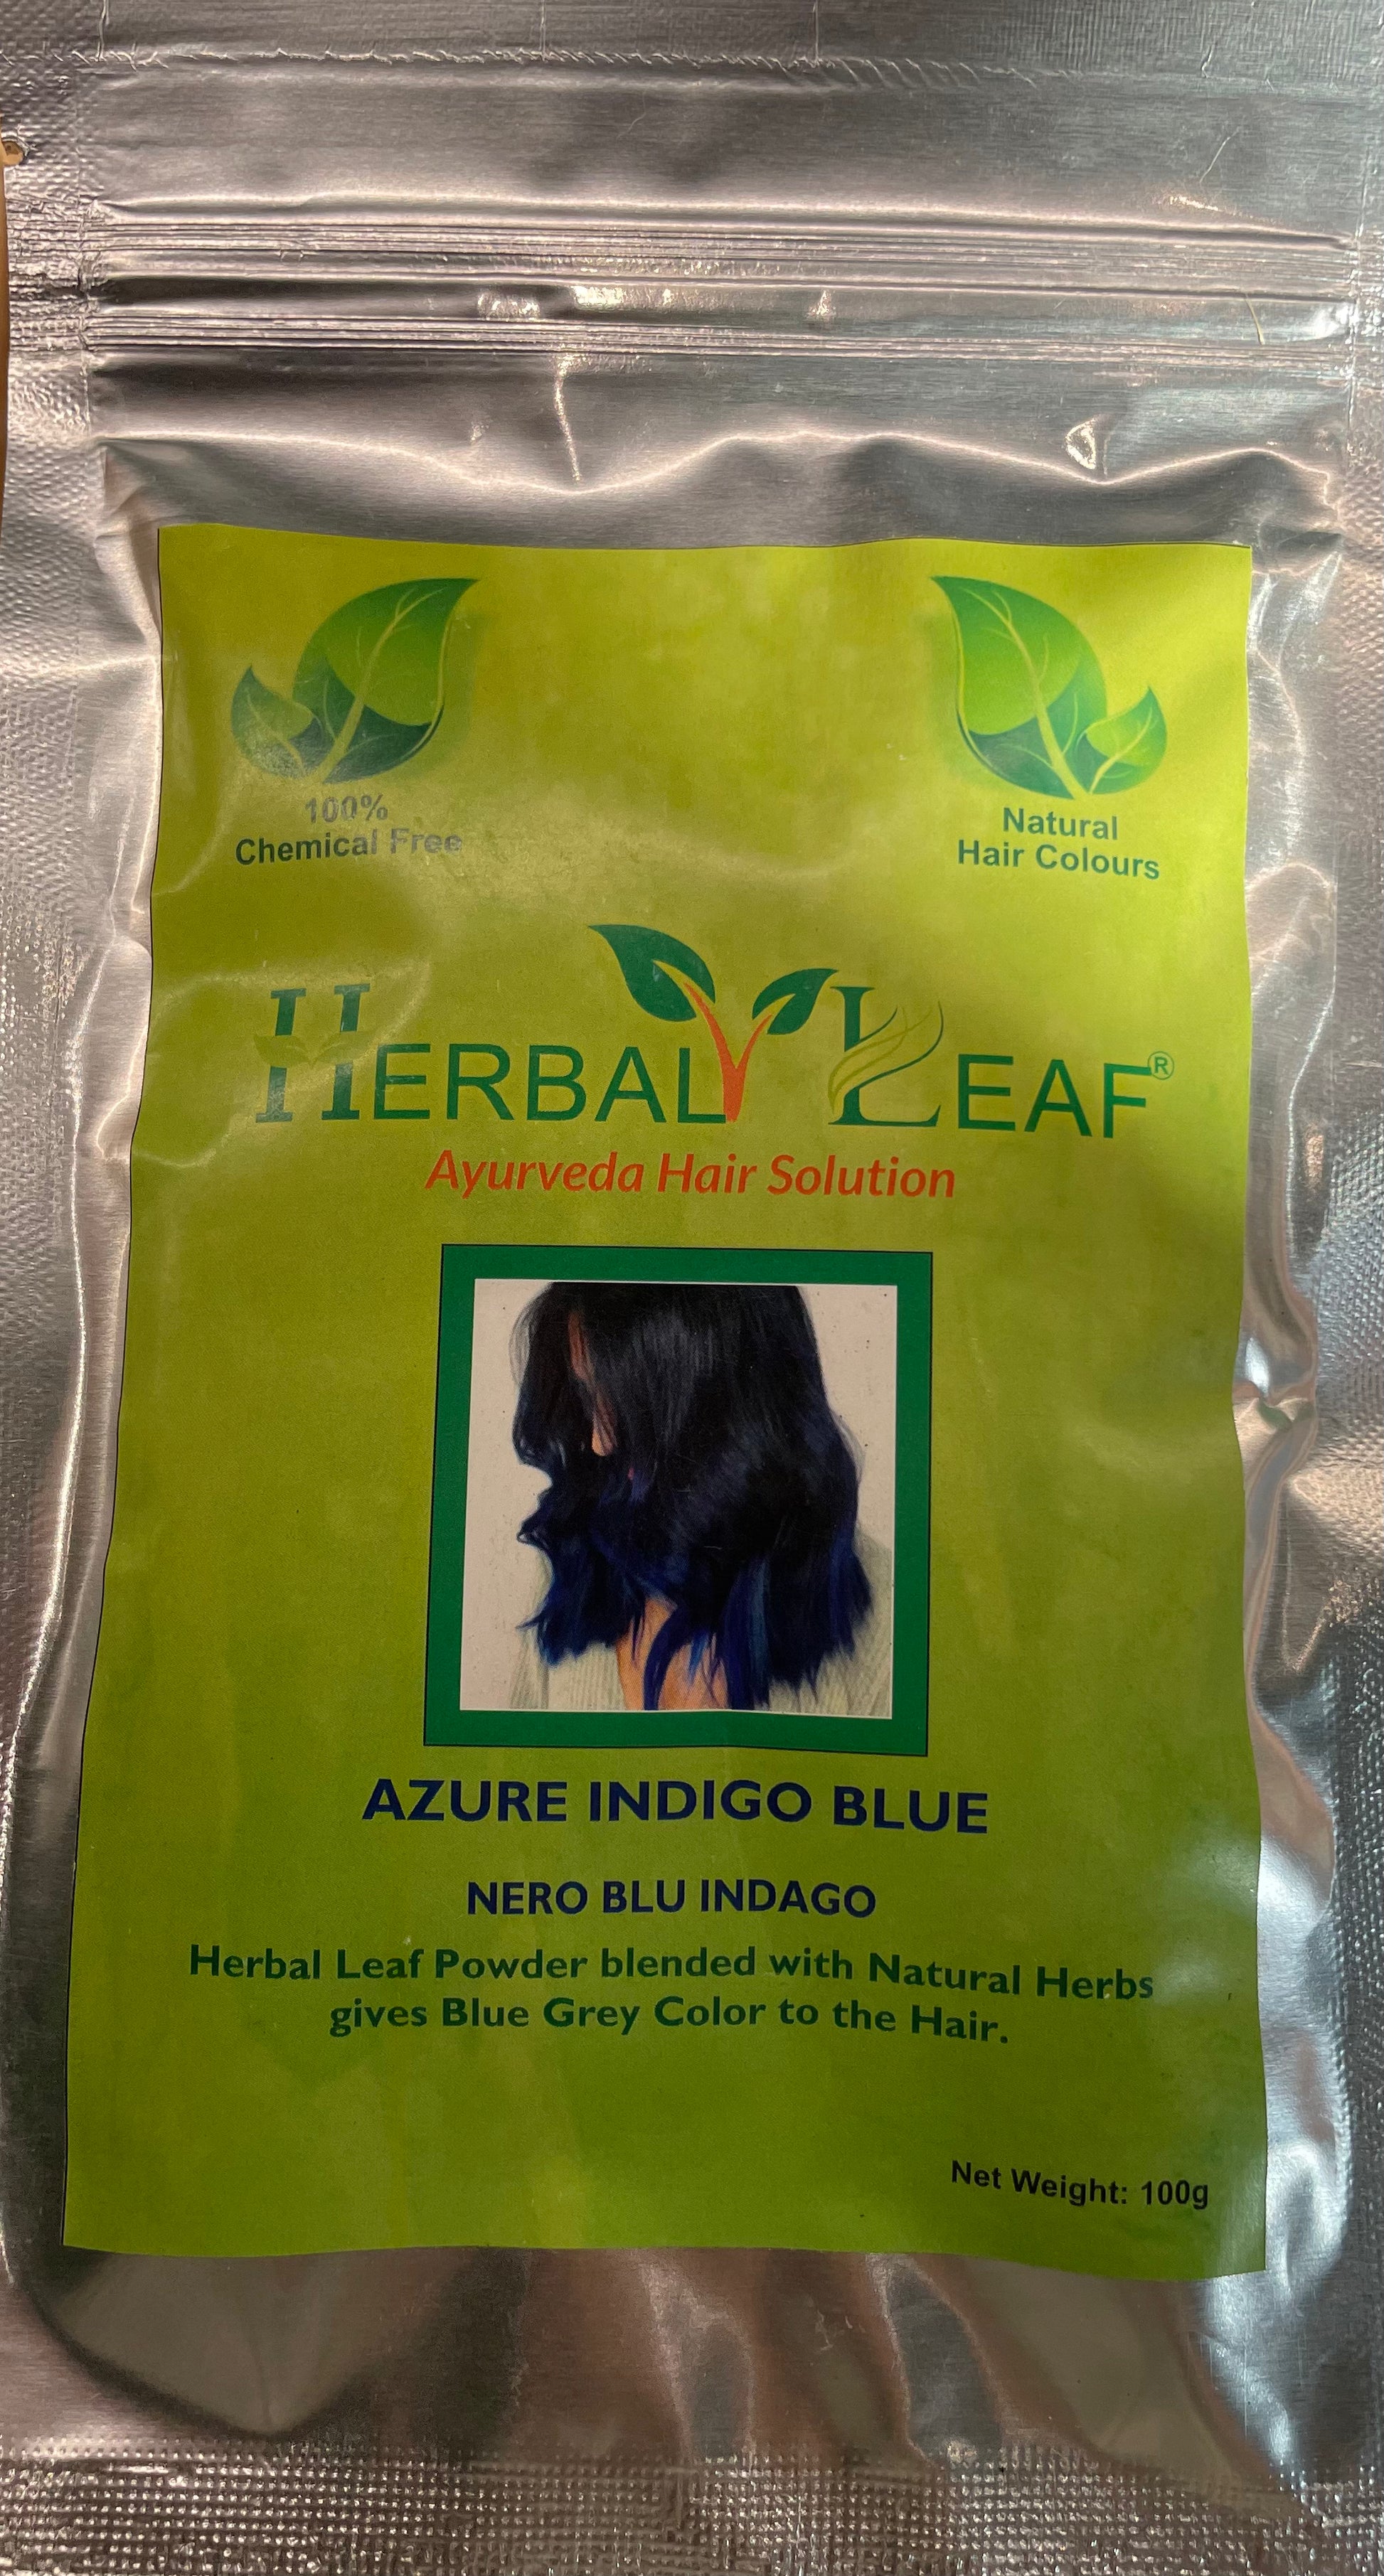 100%
Chemical Free
Natural
Hair Colours
HERBAL LEAF®
Ayurveda Hair Solution
AZURE INDIGO BLUE
NERO BLU INDAGO
Herbal Leaf Powder blended with Natural Herbs
gives Blue Grey Color to the Hair.
Net Weight: 100g